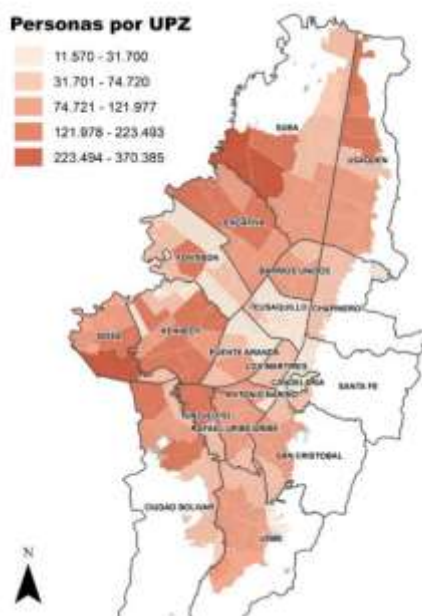 Personas por UPZ
11.570 - 31.700
31.701 - 74.720
74.721 - 121.977
121.978 - 223.493
223.494 - 370.385
SUBA
USAQUEN
ENGATIVA
FONTIBON
BARRIOS UNIDOS
TEUSAQUILLO
CHAPINERO
BOSA
KENNEDY
PUENTE ARANDA
LOS MARTIRES
CANDELARIA
SANTA FE
ANTONIO NARIÑO
TUNJUELITO
RAFAEL URIBE URIBE
SAN CRISTOBAL
CIUDAD BOLIVAR
USME
N